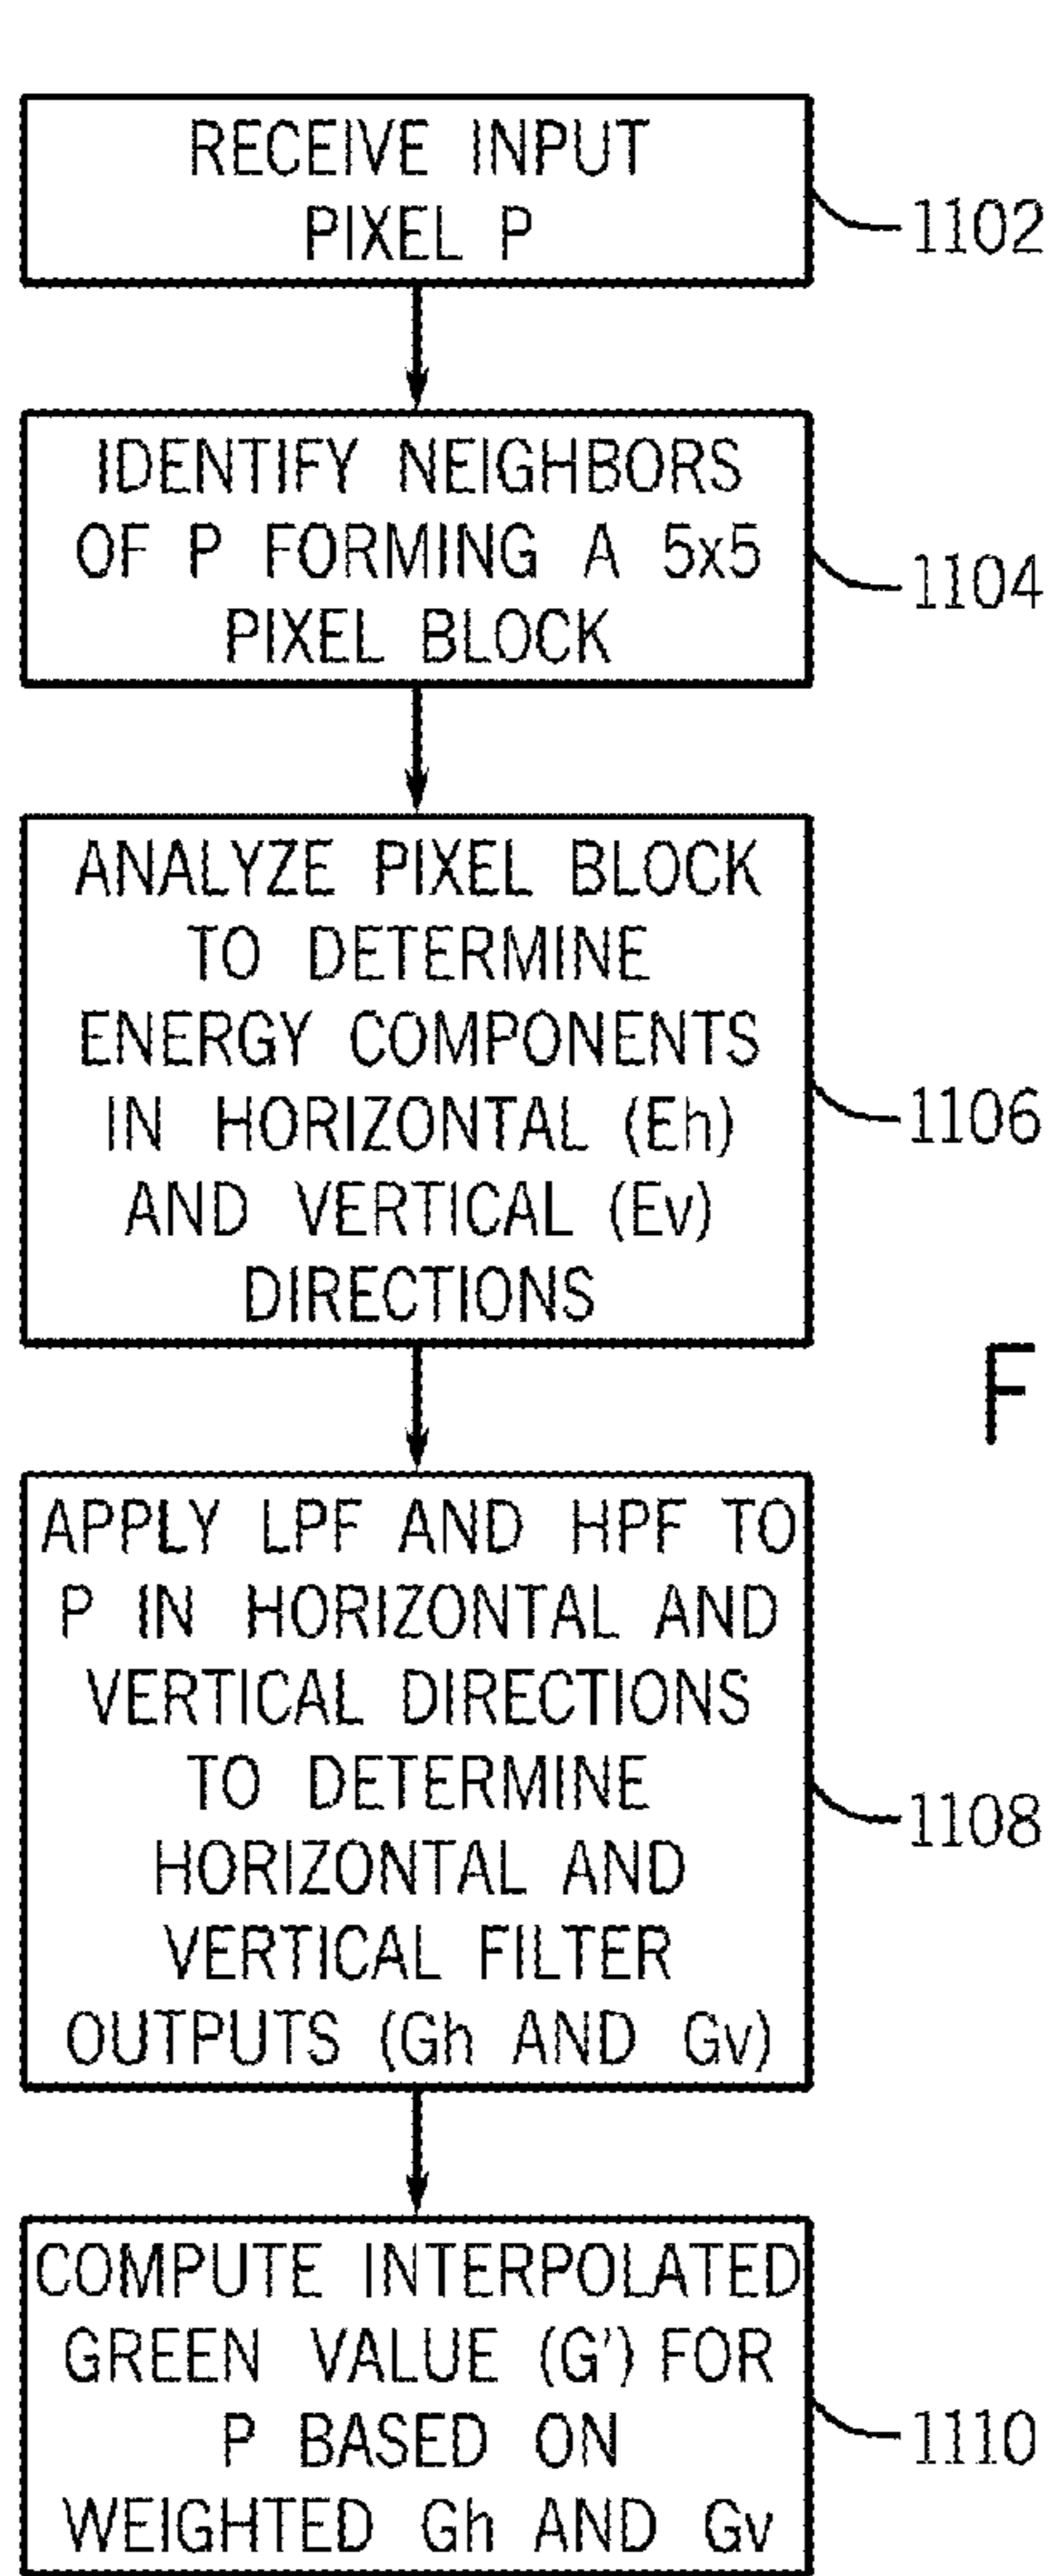 RECEIVE INPUT
PIXEL P
1102
IDENTIFY NEIGHBORS
OF P FORMING A 5x5
PIXEL BLOCK
1104
ANALYZE PIXEL BLOCK
TO DETERMINE
ENERGY COMPONENTS
IN HORIZONTAL (Eh)
AND VERTICAL (Ev)
DIRECTIONS
1106
F
APPLY LPF AND HPF TO
P IN HORIZONTAL AND
VERTICAL DIRECTIONS
TO DETERMINE
HORIZONTAL AND
VERTICAL FILTER
OUTPUTS (Gh AND Gv)
1108
COMPUTE INTERPOLATED
GREEN VALUE (G') FOR
P BASED ON
WEIGHTED Gh AND Gv
1110